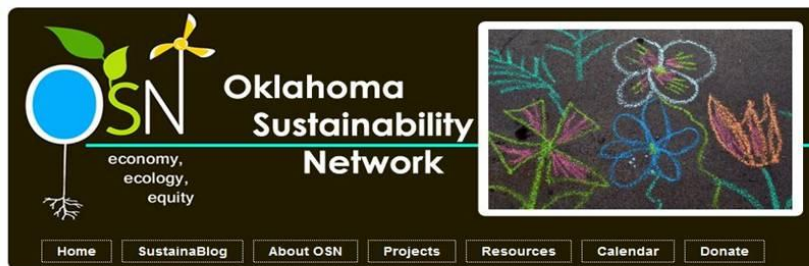 OSN
economy,
ecology,
equity
Oklahoma
Sustainability
Network
Home SustainaBlog About OSN Projects Resources Calendar Donate